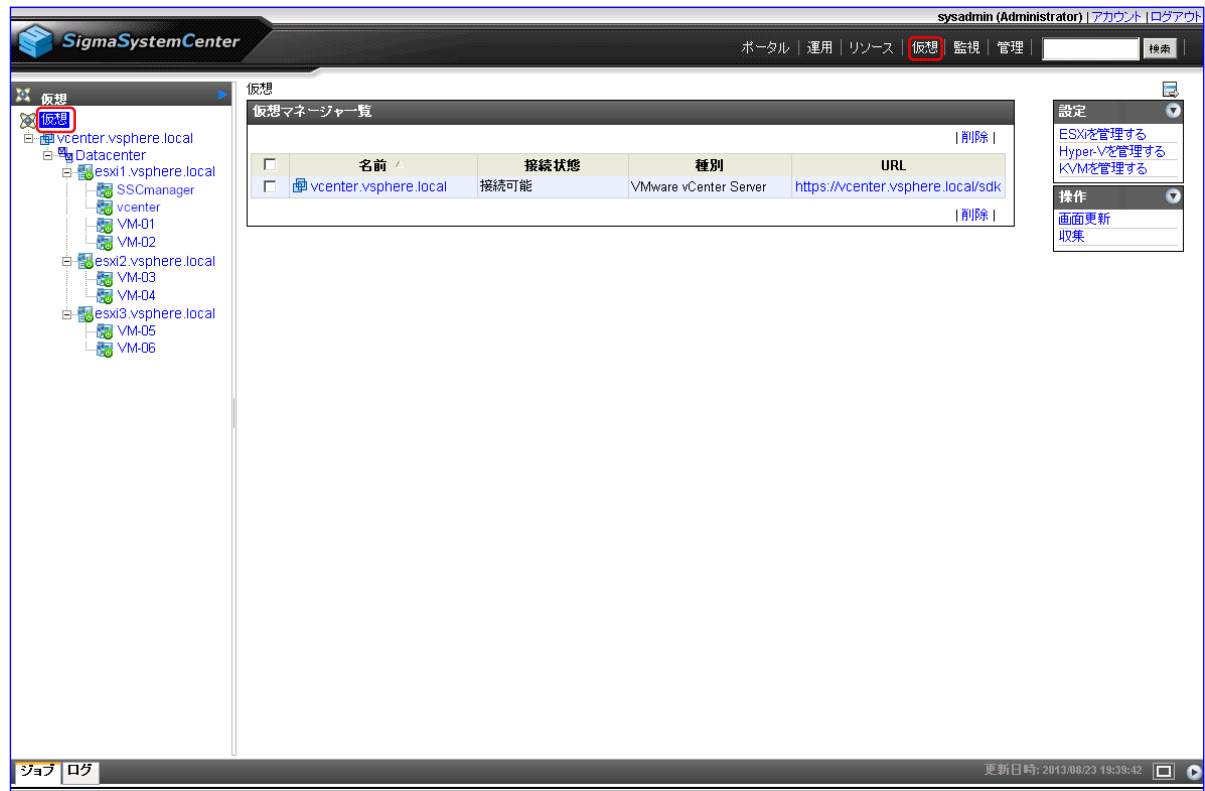 sysadmin (Administrator) | アカウント | ログアウト
SigmaSystemCenter
ポータル | 運用 | リソース | 仮想 | 監視 | 管理 | 検索 |
仮想
仮想
vcenter.vsphere.local
Datacenter
esxi1.vsphere.local
SSCmanager
vcenter
VM-01
VM-02
esxi2.vsphere.local
VM-03
VM-04
esxi3.vsphere.local
VM-05
VM-06
仮想
仮想マネージャ一覧
| 削除 |
名前 接続状態 種別 URL
vcenter.vsphere.local 接続可能 VMware vCenter Server https://vcenter.vsphere.local/sdk
| 削除 |
設定
ESXiを管理する
Hyper-Vを管理する
KVMを管理する
操作
画面更新
収集
ジョブ ログ
更新日時: 2013/08/23 19:39:42